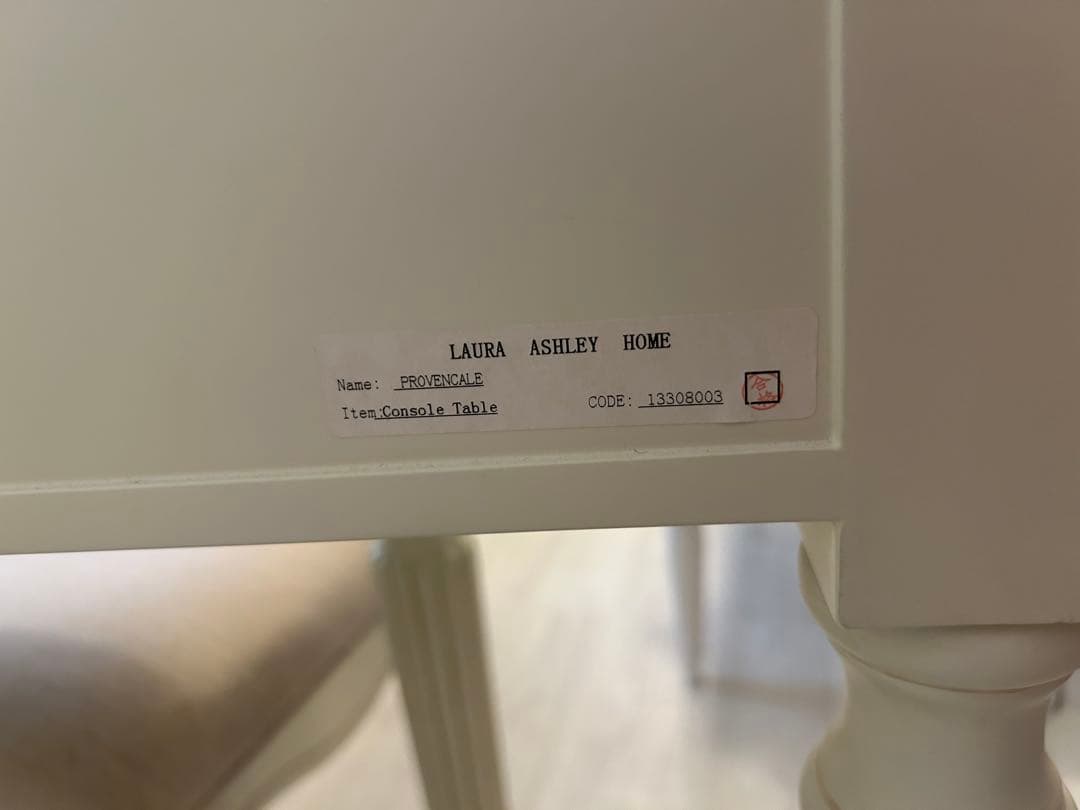 LAURA ASHLEY HOME
Name: PROVENCALE
Item:Console Table
CODE: 13308003